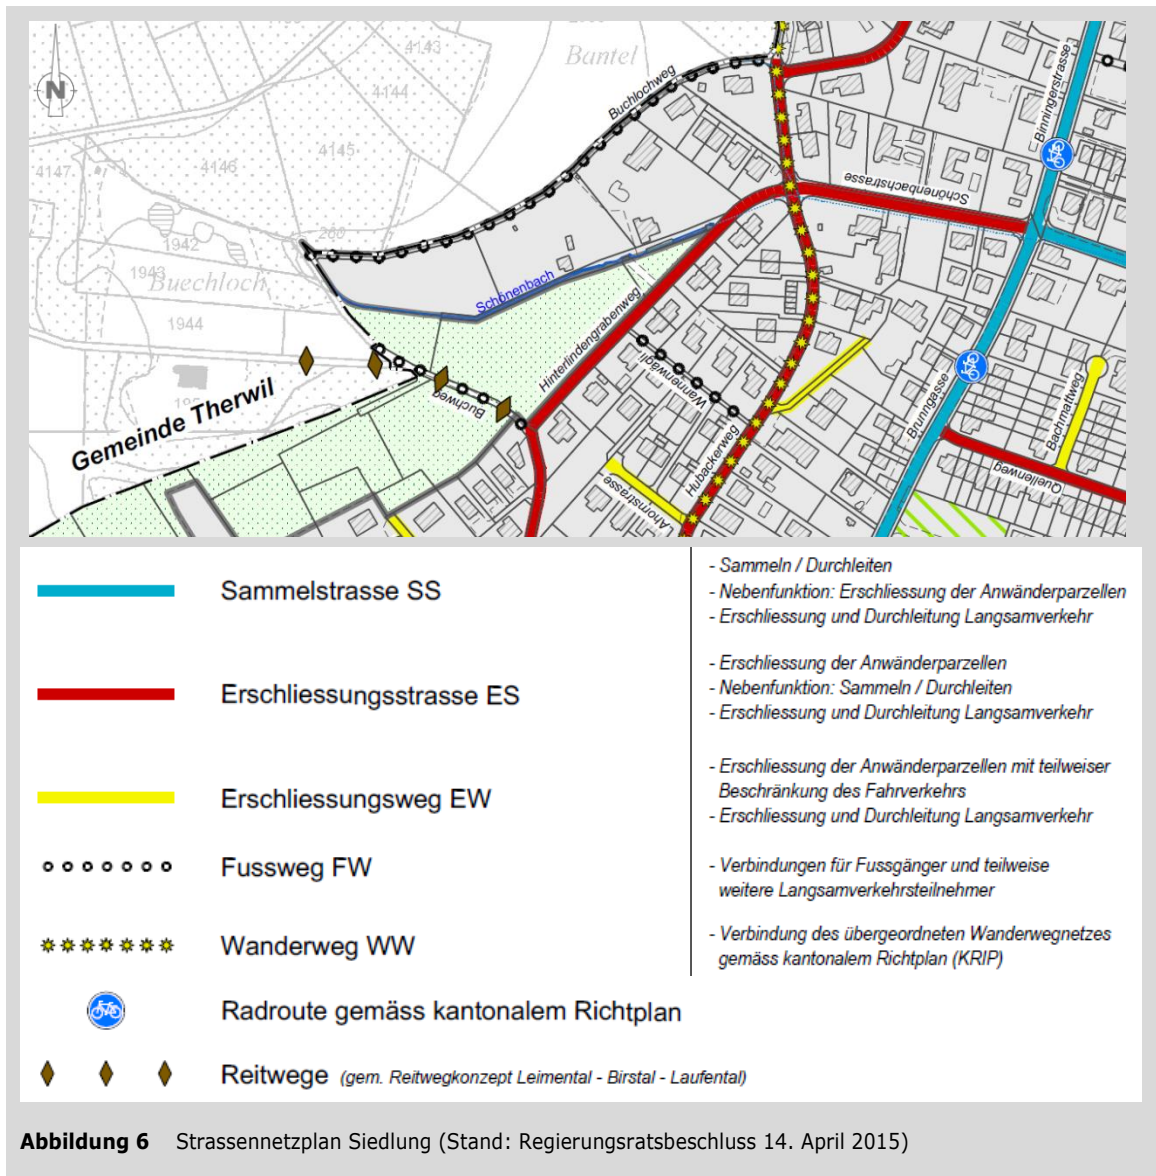 4143
Bantel
N
4144
Buchlochweg
Binningerstrasse
4145
4146
4147
Schönenbachstrasse
260
1942
1943
Buechloch
Schönenbach
1944
Hinterlindengrabenweg
Wannenwägli
Buchweg
Gemeinde Therwil
Brunngasse
Bachmattweg
Hubackerweg
Quellenweg
Ahornstrasse
Sammelstrasse SS
- Sammeln / Durchleiten
- Nebenfunktion: Erschliessung der Anwänderparzellen
- Erschliessung und Durchleitung Langsamverkehr
Erschliessungsstrasse ES
- Erschliessung der Anwänderparzellen
- Nebenfunktion: Sammeln / Durchleiten
- Erschliessung und Durchleitung Langsamverkehr
Erschliessungsweg EW
- Erschliessung der Anwänderparzellen mit teilweiser
Beschränkung des Fahrverkehrs
- Erschliessung und Durchleitung Langsamverkehr
Fussweg FW
- Verbindungen für Fussgänger und teilweise
weitere Langsamverkehrsteilnehmer
Wanderweg WW
- Verbindung des übergeordneten Wanderwegnetzes
gemäss kantonalem Richtplan (KRIP)
Radroute gemäss kantonalem Richtplan
Reitwege (gem. Reitwegkonzept Leimental - Birstal - Laufental)
Abbildung 6 Strassennetzplan Siedlung (Stand: Regierungsratsbeschluss 14. April 2015)